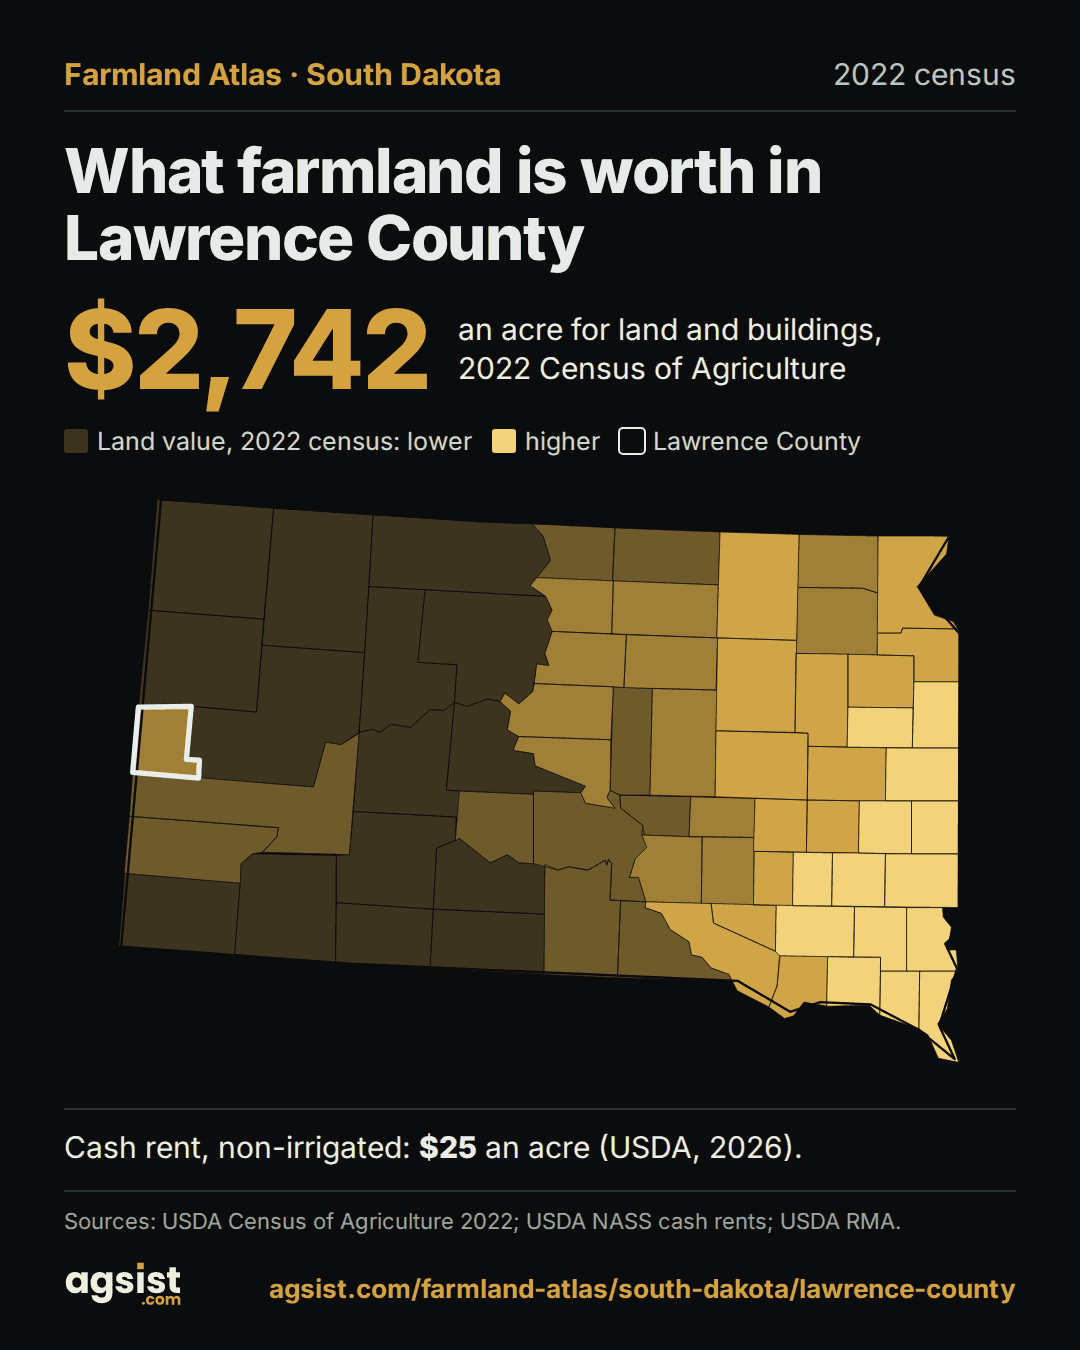 Farmland Atlas · South Dakota
2022 census
What farmland is worth in
Lawrence County
$2,742
an acre for land and buildings,
2022 Census of Agriculture
Land value, 2022 census: lower
higher
Lawrence County
Cash rent, non-irrigated: $25 an acre (USDA, 2026).
Sources: USDA Census of Agriculture 2022; USDA NASS cash rents; USDA RMA.
agsist
.com
agsist.com/farmland-atlas/south-dakota/lawrence-county